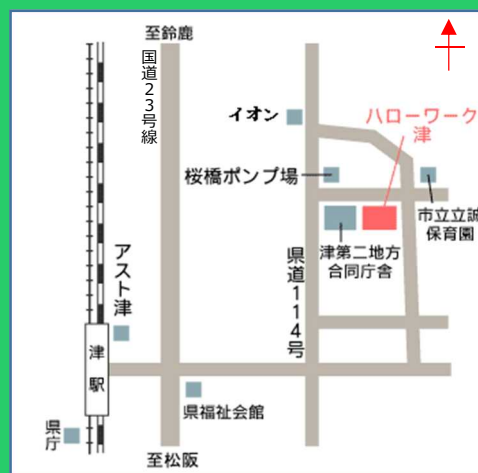 至鈴鹿
国道23号線
イオン
ハローワーク
津
桜橋ポンプ場
市立立誠
保育園
津第二地方
合同庁舎
県道114号
アスト津
津駅
県福祉会館
県庁
至松阪